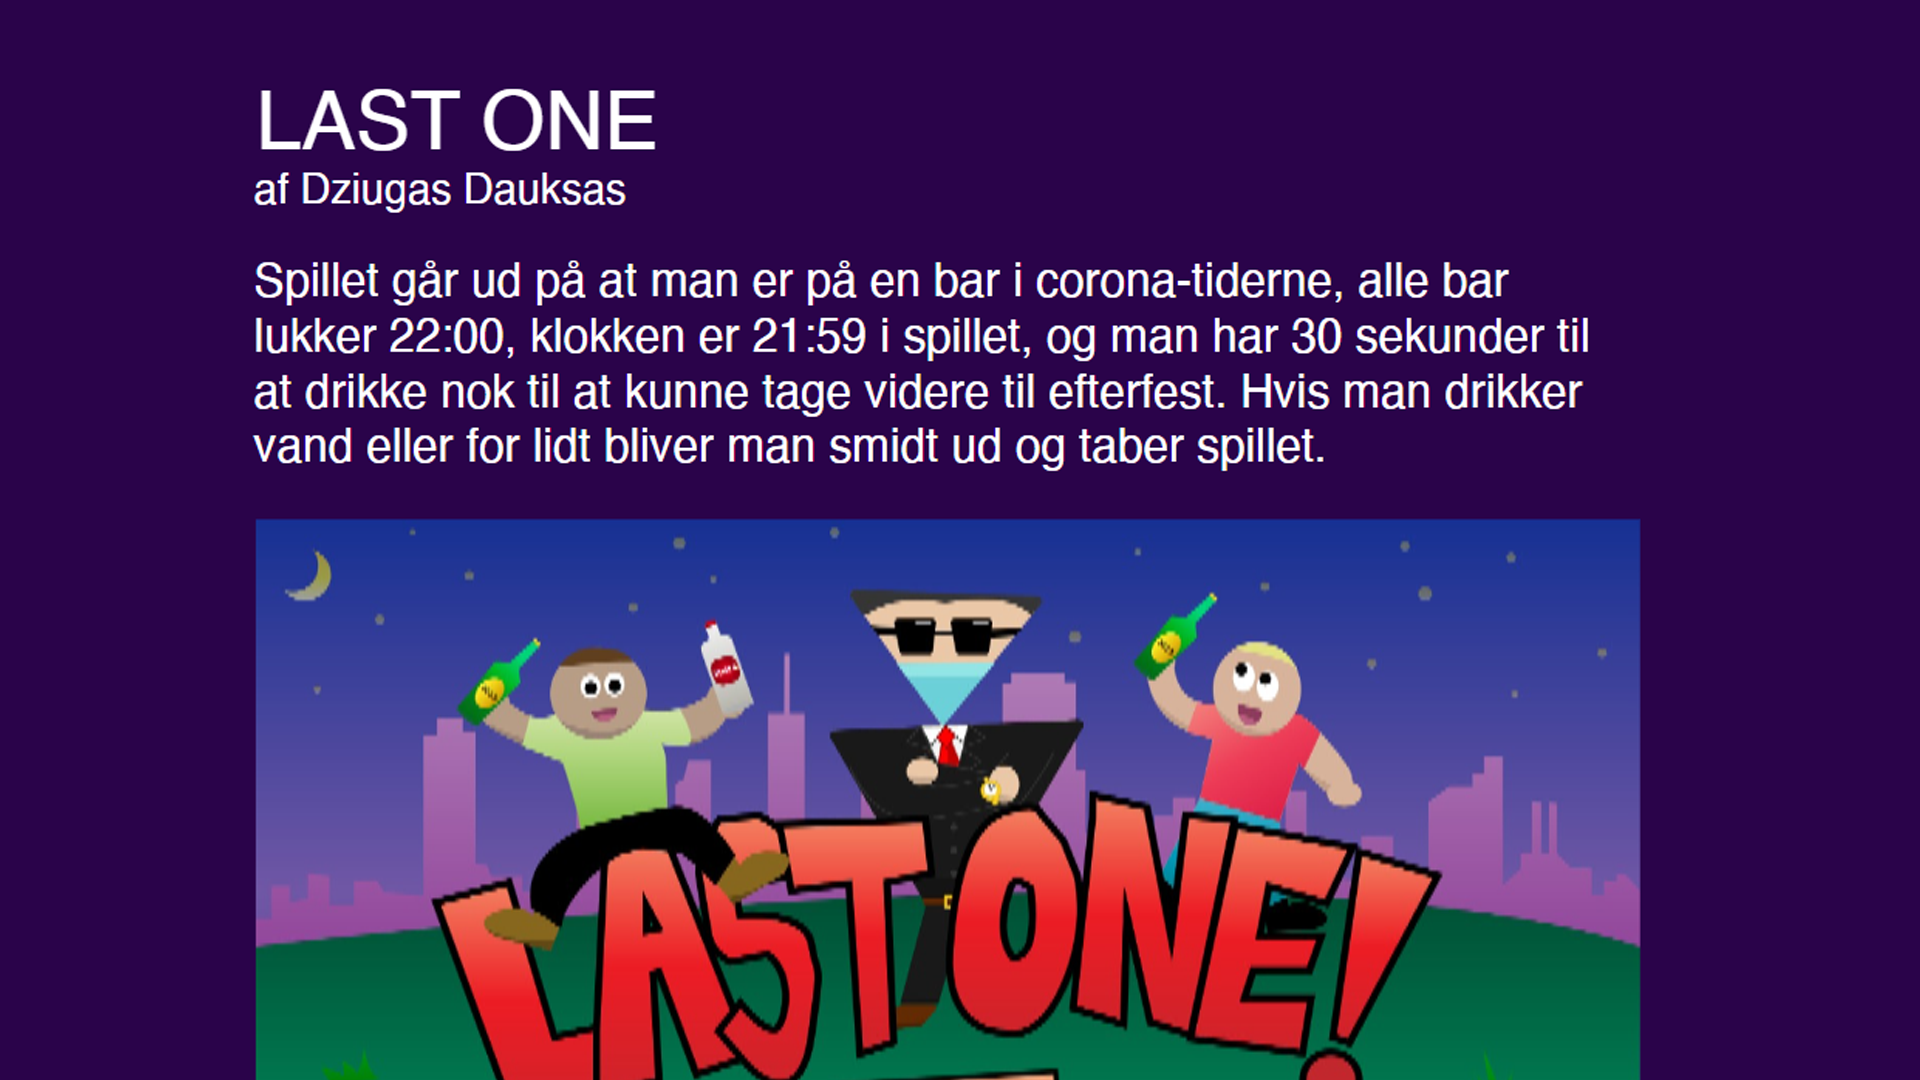 LAST ONE
af Dziugas Dauksas
Spillet går ud på at man er på en bar i corona-tiderne, alle bar
lukker 22:00, klokken er 21:59 i spillet, og man har 30 sekunder til
at drikke nok til at kunne tage videre til efterfest. Hvis man drikker
vand eller for lidt bliver man smidt ud og taber spillet.
LAST ONE!